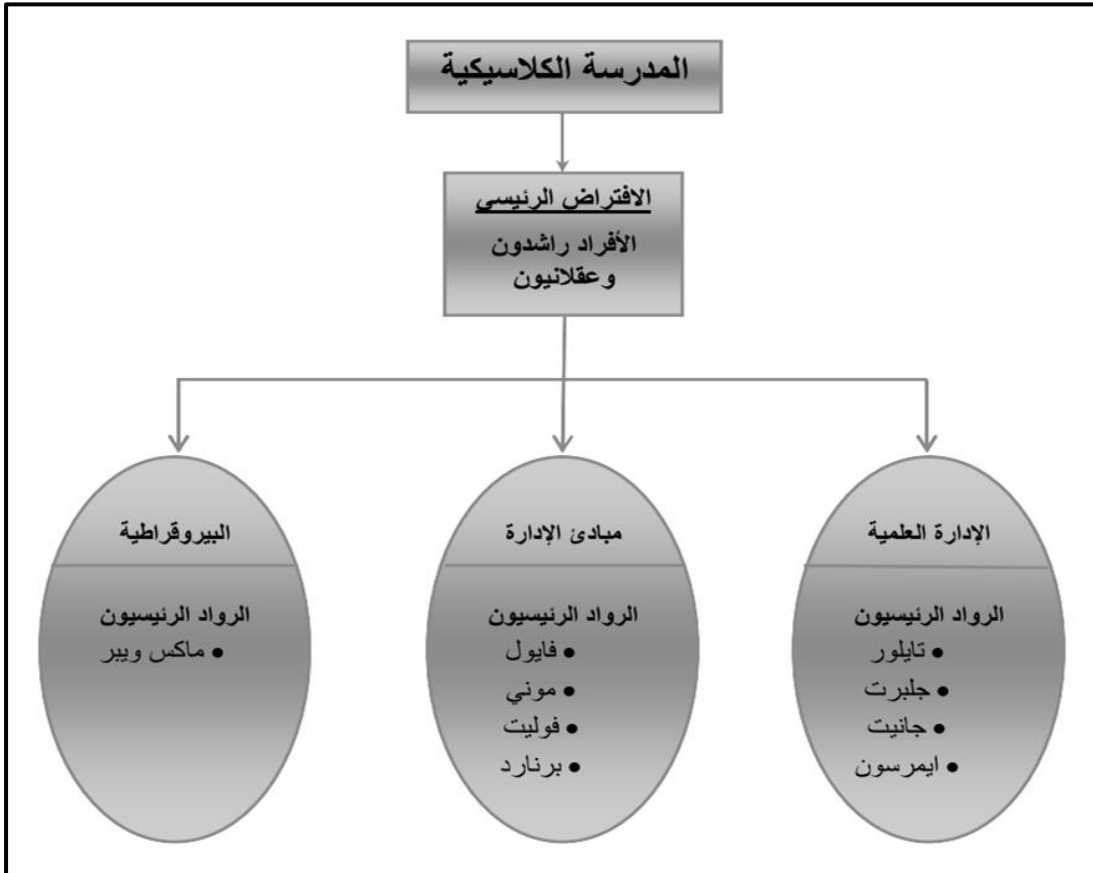 المدرسة الكلاسيكية
الافتراض الرئيسي
الأفراد راشدون
وعقلانيون
الإدارة العلمية
الرواد الرئيسيون
● تايلور
● جلبرت
● جانيت
● ايمرسون
مبادئ الإدارة
الرواد الرئيسيون
● فايول
● موني
● فوليت
● برنارد
البيروقراطية
الرواد الرئيسيون
● ماكس ويبر